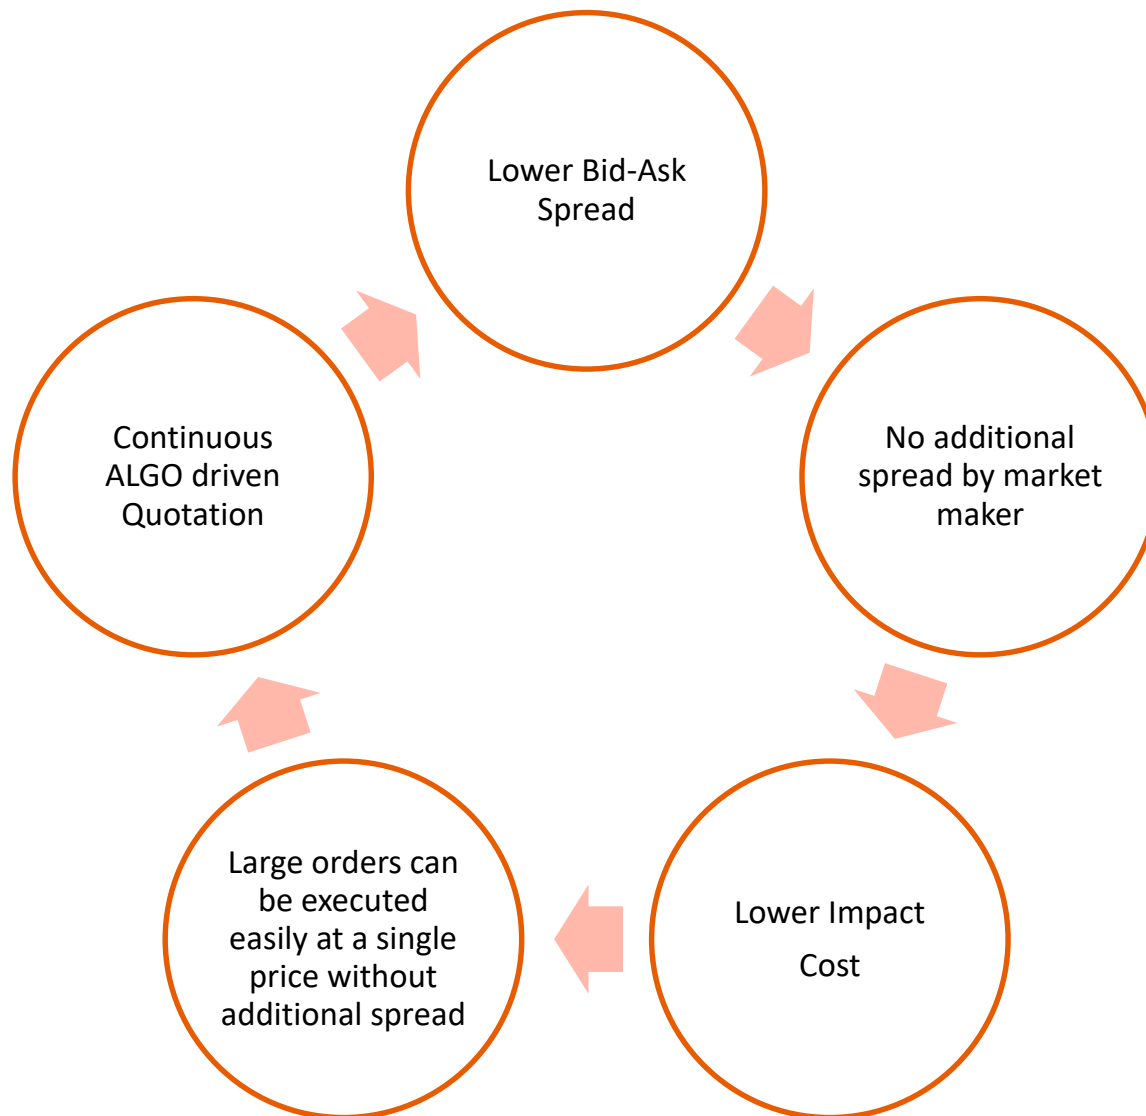 Lower Bid-Ask
Spread
No additional
spread by market
maker
Lower Impact
Cost
Large orders can
be executed
easily at a single
price without
additional spread
Continuous
ALGO driven
Quotation